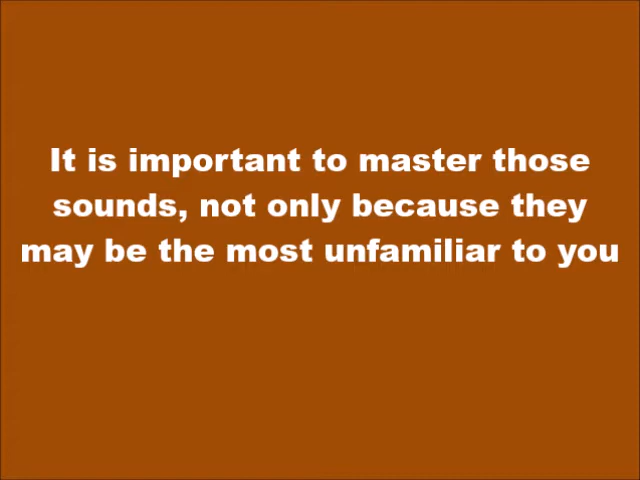 It is important to master those
sounds, not only because they
may be the most unfamiliar to you